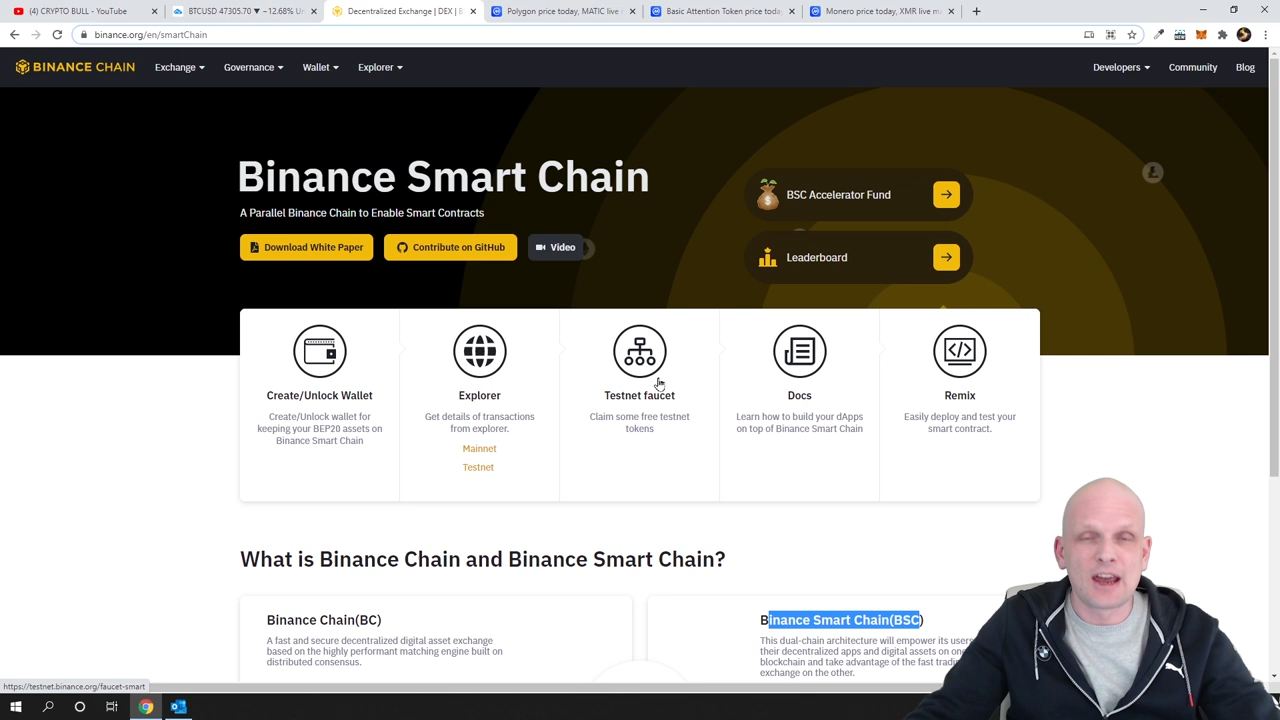 (4) CRYPTO BULL - YouTube
BTCUSD 47305.70 ▼ −12.68% Un
Decentralized Exchange | DEX | B
Polygon price today, MATIC live
Basic Attention Token price today,
Monero price today, XMR live m
binance.org/en/smartChain
BINANCE CHAIN
Exchange
Governance
Wallet
Explorer
Developers
Community
Blog
Binance Smart Chain
A Parallel Binance Chain to Enable Smart Contracts
Download White Paper
Contribute on GitHub
Video
BSC Accelerator Fund
Leaderboard
Create/Unlock Wallet
Create/Unlock wallet for
keeping your BEP20 assets on
Binance Smart Chain
Explorer
Get details of transactions
from explorer.
Mainnet
Testnet
Testnet faucet
Claim some free testnet
tokens
Docs
Learn how to build your dApps
on top of Binance Smart Chain
Remix
Easily deploy and test your
smart contract.
What is Binance Chain and Binance Smart Chain?
Binance Chain(BC)
A fast and secure decentralized digital asset exchange
based on the highly performant matching engine built on
distributed consensus.
Binance Smart Chain(BSC)
This dual-chain architecture will empower its users
their decentralized apps and digital assets on one
blockchain and take advantage of the fast trading
exchange on the other.
https://testnet.binance.org/faucet-smart